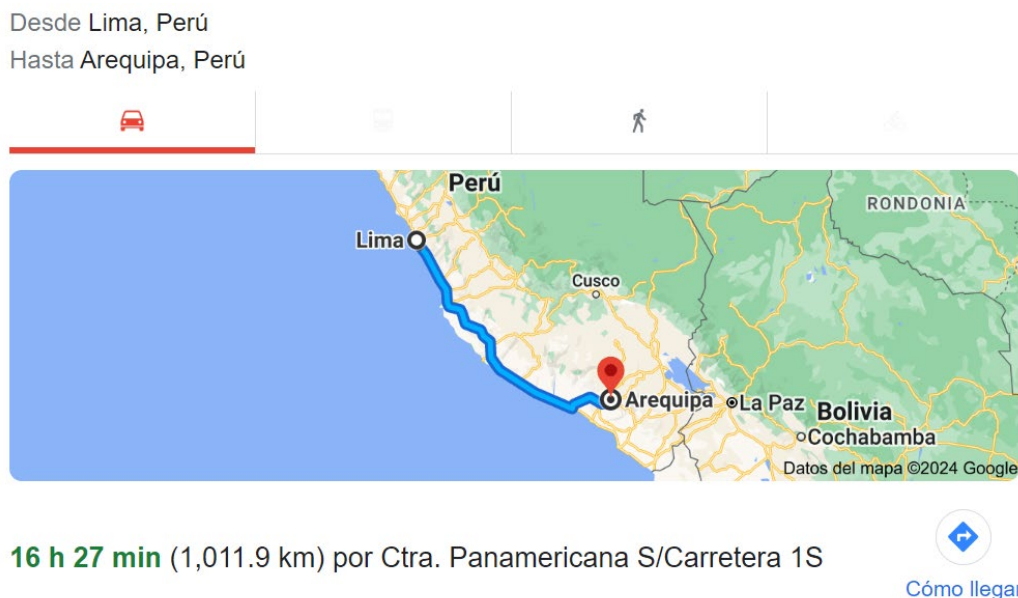 Desde Lima, Perú
Hasta Arequipa, Perú
Perú
RONDONIA
Lima
Cusco
Arequipa
La Paz
Bolivia
Cochabamba
Datos del mapa ©2024 Google
16 h 27 min (1,011.9 km) por Ctra. Panamericana S/Carretera 1S
Cómo llegar